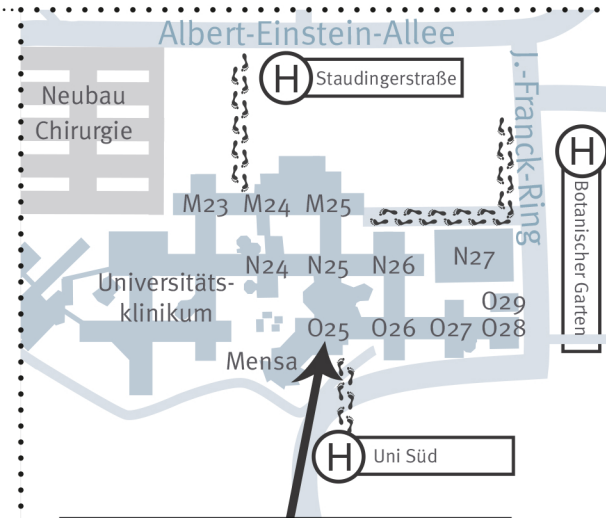 Albert-Einstein-Allee
H Staudingerstraße
J.-Franck-Ring
Neubau
Chirurgie
H Botanischer Garten
M23 M24 M25
N24 N25 N26 N27
Universitäts-
klinikum
O29
O25 O26 O27 O28
Mensa
H Uni Süd